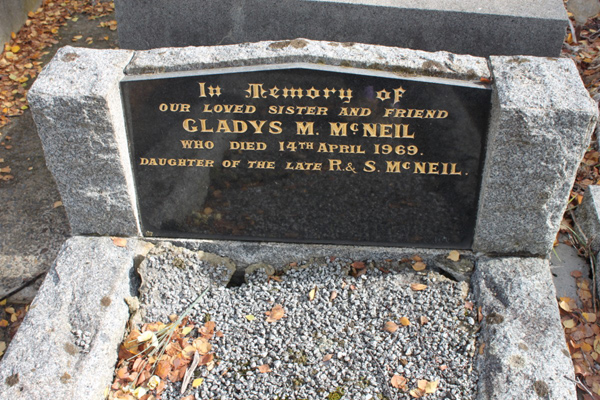 In Memory of
OUR LOVED SISTER AND FRIEND
GLADYS M. McNEIL
WHO DIED 14TH APRIL 1969.
DAUGHTER OF THE LATE R.& S. McNEIL.